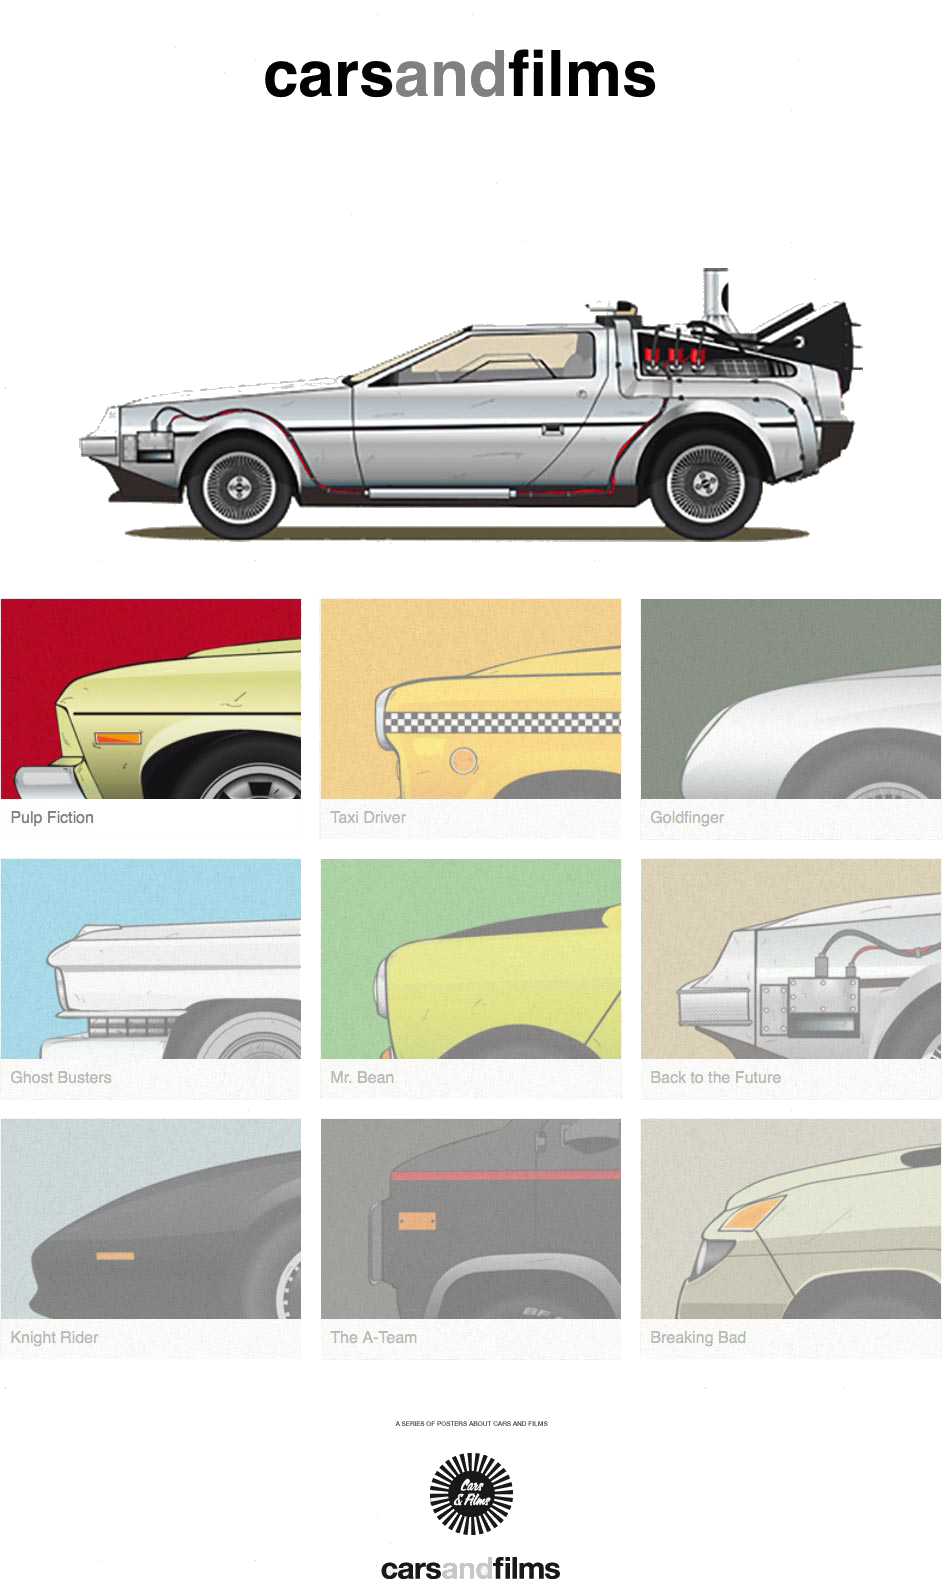 carsandfilms
Pulp Fiction
Taxi Driver
Goldfinger
Ghost Busters
Mr. Bean
Back to the Future
Knight Rider
The A-Team
BF
Breaking Bad
A SERIES OF POSTERS ABOUT CARS AND FILMS
Cars
& Films
carsandfilms